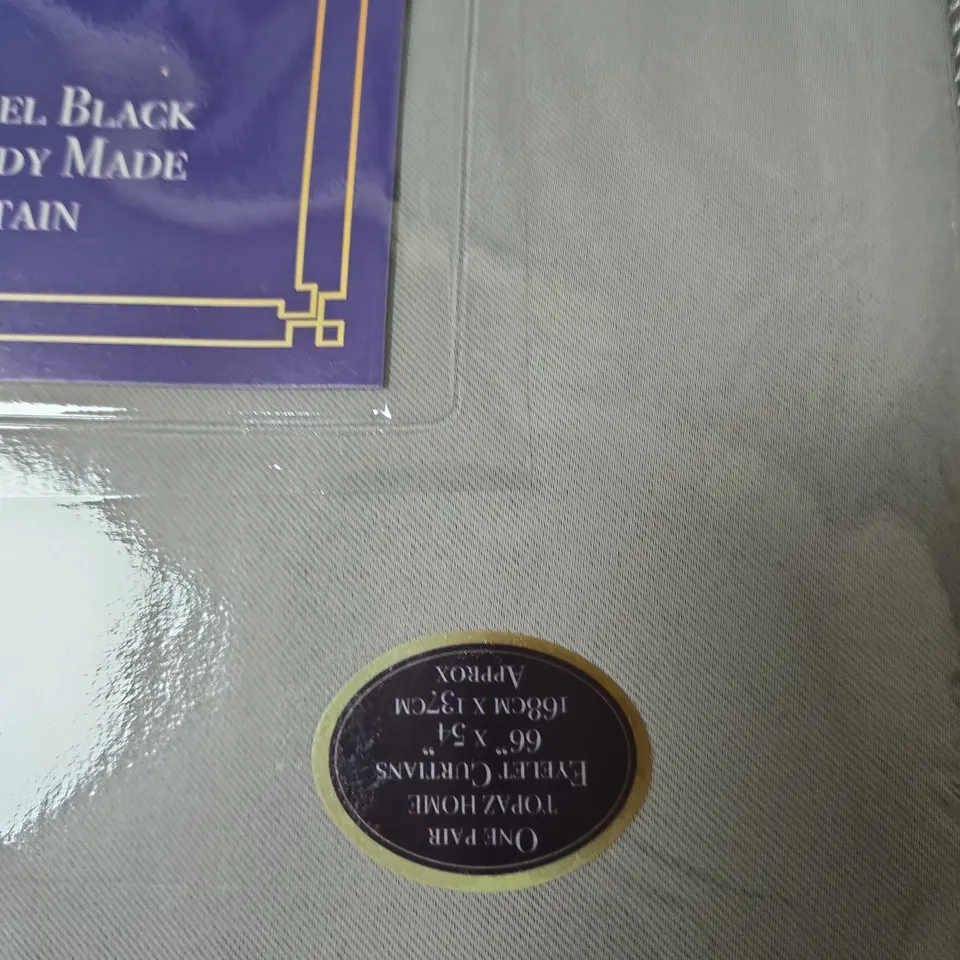 EL BLACK
DY MADE
TAIN
ONE PAIR
TOPAZ HOME
EYELET CURTIANS
66" X 54"
168CM X 137CM
APPROX